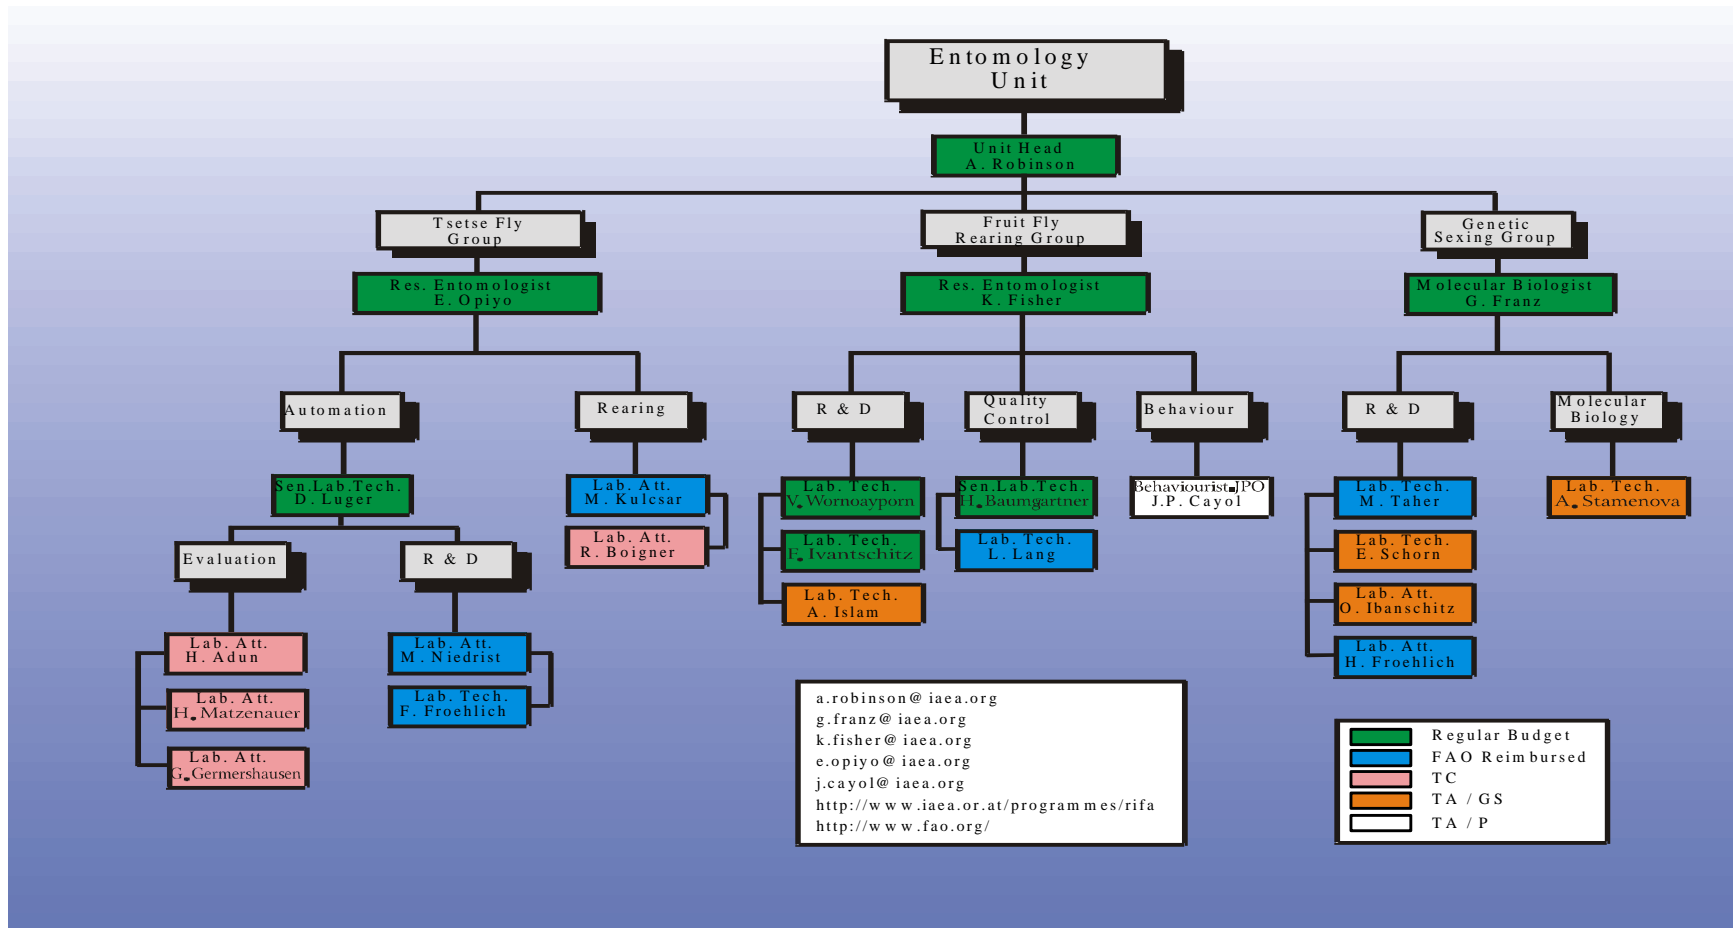 Entomology
Unit
Unit Head
A. Robinson
Tsetse Fly
Group
Fruit Fly
Rearing Group
Genetic
Sexing Group
Res. Entomologist
E. Opiyo
Res. Entomologist
K. Fisher
Molecular Biologist
G. Franz
Automation
Rearing
R & D
Quality
Control
Behaviour
R & D
Molecular
Biology
Sen.Lab.Tech.
D. Luger
Lab. Att.
M. Kulcsar
Lab. Tech.
V. Wornoayporn
Sen.Lab.Tech.
H. Baumgartner
Behaviourist-JPO
J.P. Cayol
Lab. Tech.
M. Taher
Lab. Tech.
A. Stamenova
Lab. Att.
R. Boigner
Lab. Tech.
F. Ivantschitz
Lab. Tech.
L. Lang
Lab. Tech.
E. Schorn
Evaluation
R & D
Lab. Tech.
A. Islam
Lab. Att.
O. Ibanschitz
Lab. Att.
H. Adun
Lab. Att.
M. Niedrist
Lab. Att.
H. Froehlich
Lab. Att.
H. Matzenauer
Lab. Tech.
F. Froehlich
Lab. Att.
G. Germershausen
a.robinson@iaea.org
g.franz@iaea.org
k.fisher@iaea.org
e.opiyo@iaea.org
j.cayol@iaea.org
http://www.iaea.or.at/programmes/rifa
http://www.fao.org/
Regular Budget
FAO Reimbursed
TC
TA / GS
TA / P